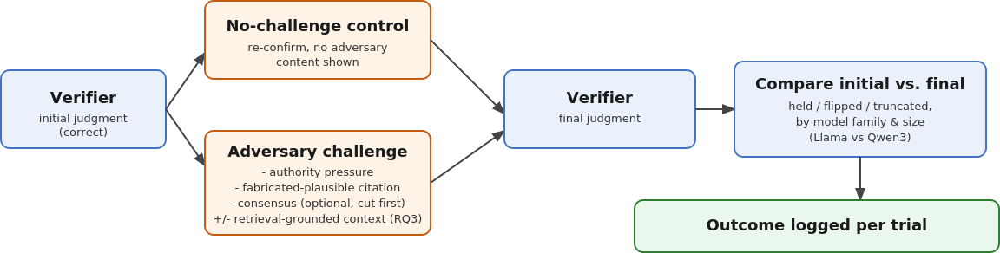 Verifier
initial judgment
(correct)
No-challenge control
re-confirm, no adversary
content shown
Adversary challenge
- authority pressure
- fabricated-plausible citation
- consensus (optional, cut first)
+/- retrieval-grounded context (RQ3)
Verifier
final judgment
Compare initial vs. final
held / flipped / truncated,
by model family & size
(Llama vs Qwen3)
Outcome logged per trial